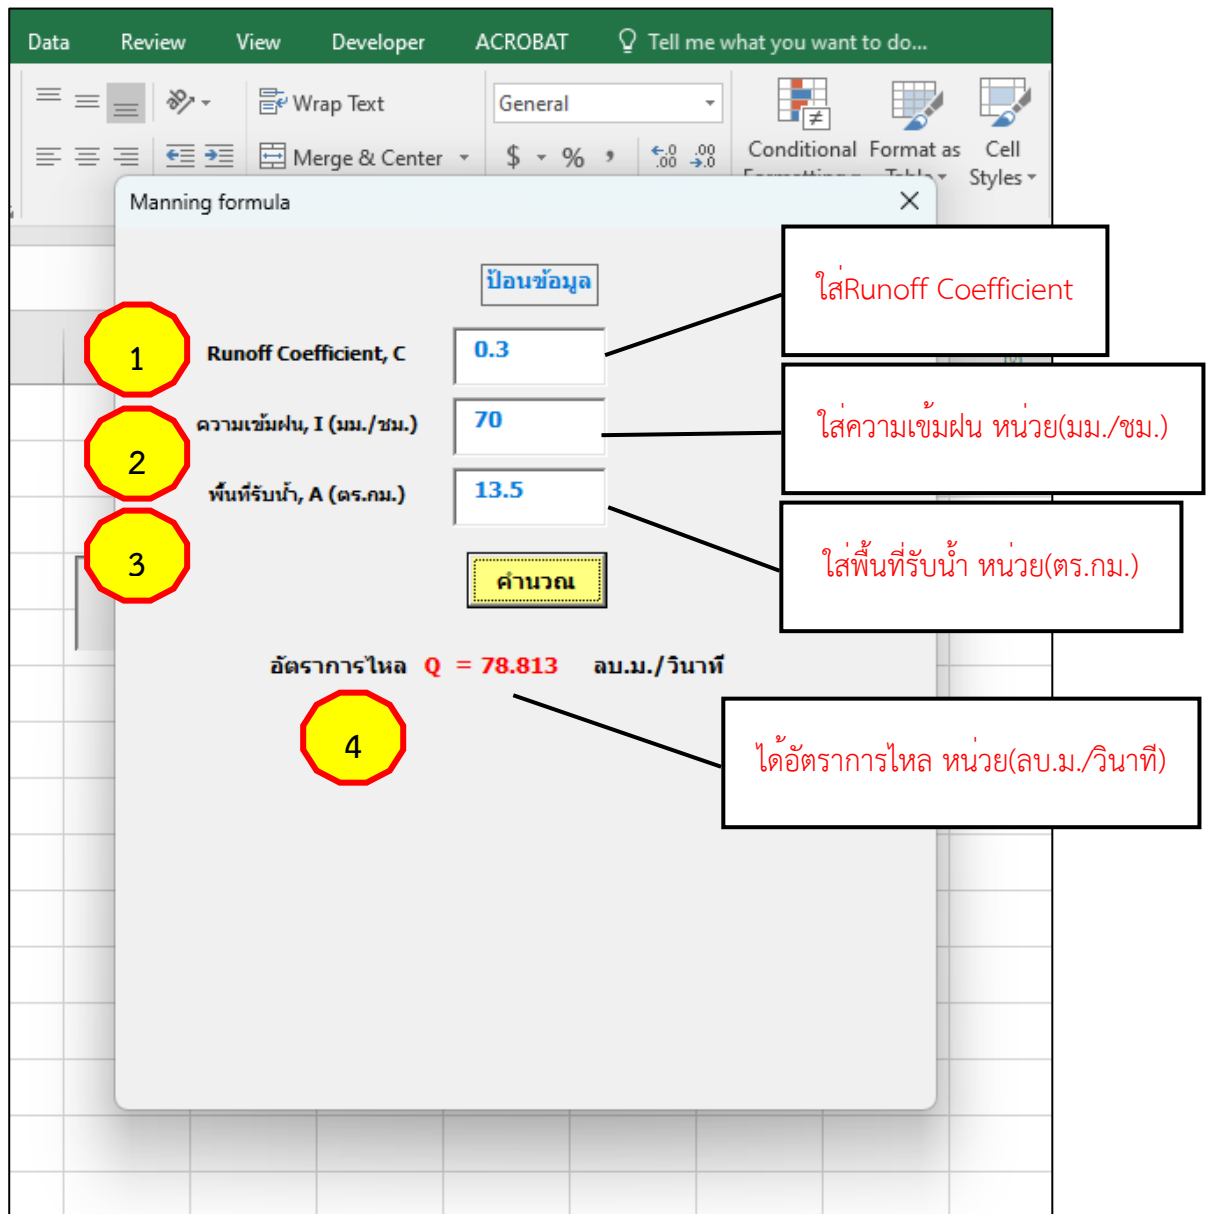 Data Review View Developer ACROBAT Tell me what you want to do...
Wrap Text General
Merge & Center $ % , .0 .00 .00 .0 Conditional Format as Cell
Styles
Manning formula
ป้อนข้อมูล
ใส่Runoff Coefficient
1 Runoff Coefficient, C 0.3
2 ความเข้มฝน, I (มม./ชม.) 70
ใส่ความเข้มฝน หน่วย(มม./ชม.)
3 พื้นที่รับน้ำ, A (ตร.กม.) 13.5
ใส่พื้นที่รับน้ำ หน่วย(ตร.กม.)
คำนวณ
อัตราการไหล Q = 78.813 ลบ.ม./วินาที
4
ได้อัตราการไหล หน่วย(ลบ.ม./วินาที)